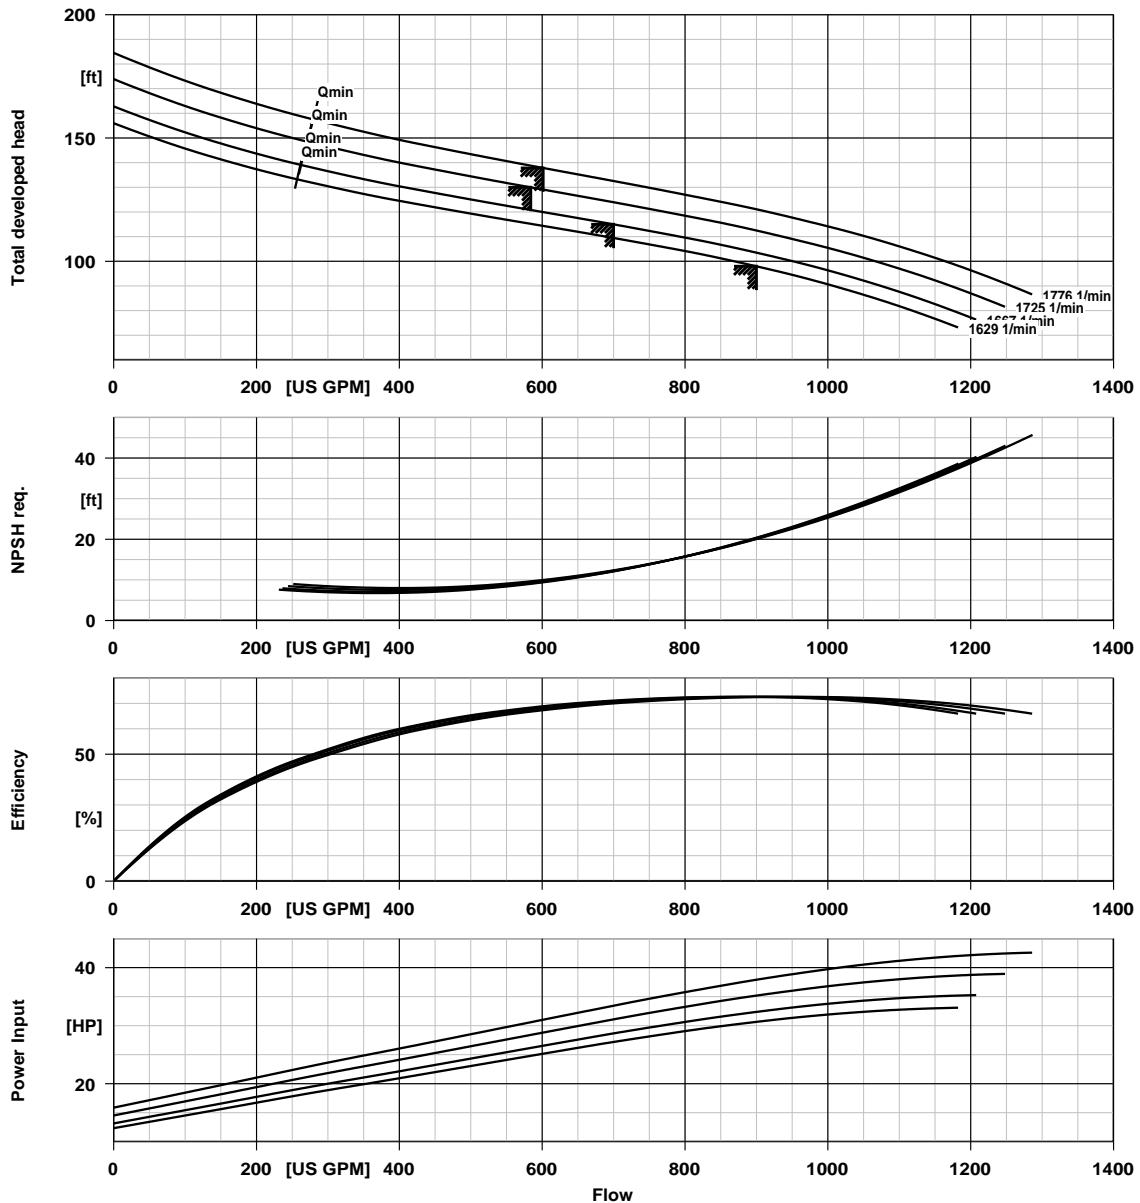 200
[ft]
150
100
Total developed head
Qmin
Qmin
Qmin
Qmin
1776 1/min
1725 1/min
1667 1/min
1629 1/min
0 200 [US GPM] 400 600 800 1000 1200 1400
40
[ft]
20
0
NPSH req.
0 200 [US GPM] 400 600 800 1000 1200 1400
50
[%]
0
Efficiency
0 200 [US GPM] 400 600 800 1000 1200 1400
40
[HP]
20
Power Input
0 200 [US GPM] 400 600 800 1000 1200 1400
Flow